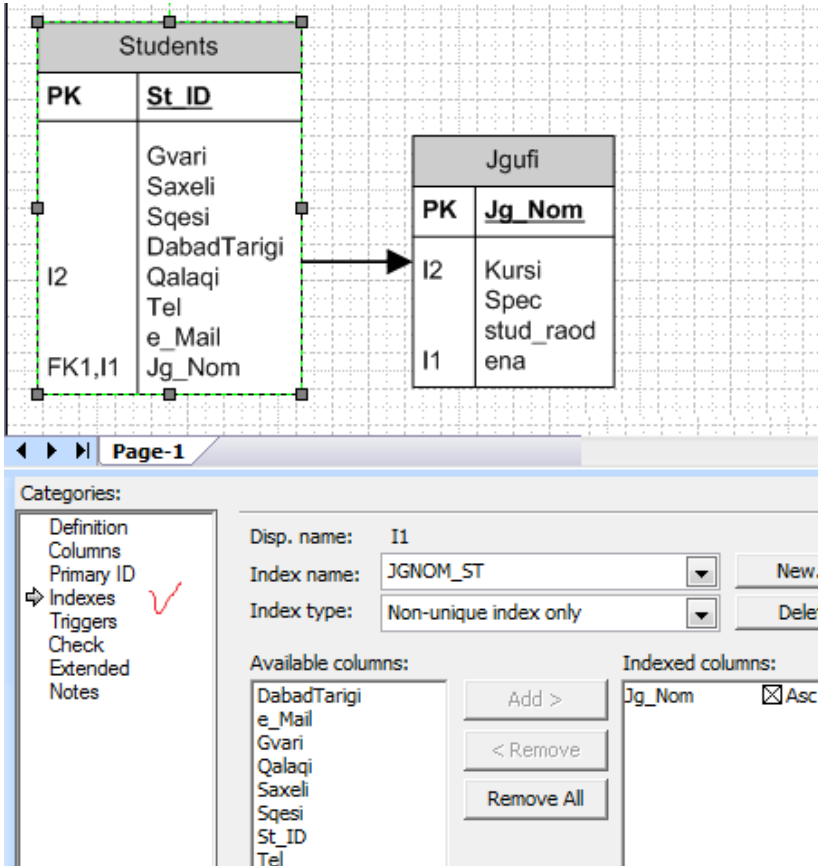 Students
PK St_ID
Gvari
Saxeli
Sqesi
DabadTarigi
I2 Qalaqi
Tel
e_Mail
FK1,I1 Jg_Nom
Jgufi
PK Jg_Nom
I2 Kursi
Spec
stud_raod
I1 ena
Page-1
Categories:
Definition
Columns
Primary ID
Indexes
Triggers
Check
Extended
Notes
Disp. name: I1
Index name: JGNOM_ST New.
Index type: Non-unique index only Delet
Available columns:
DabadTarigi
e_Mail
Gvari
Qalaqi
Saxeli
Sqesi
St_ID
Tel
Add >
< Remove
Remove All
Indexed columns:
Jg_Nom Asc